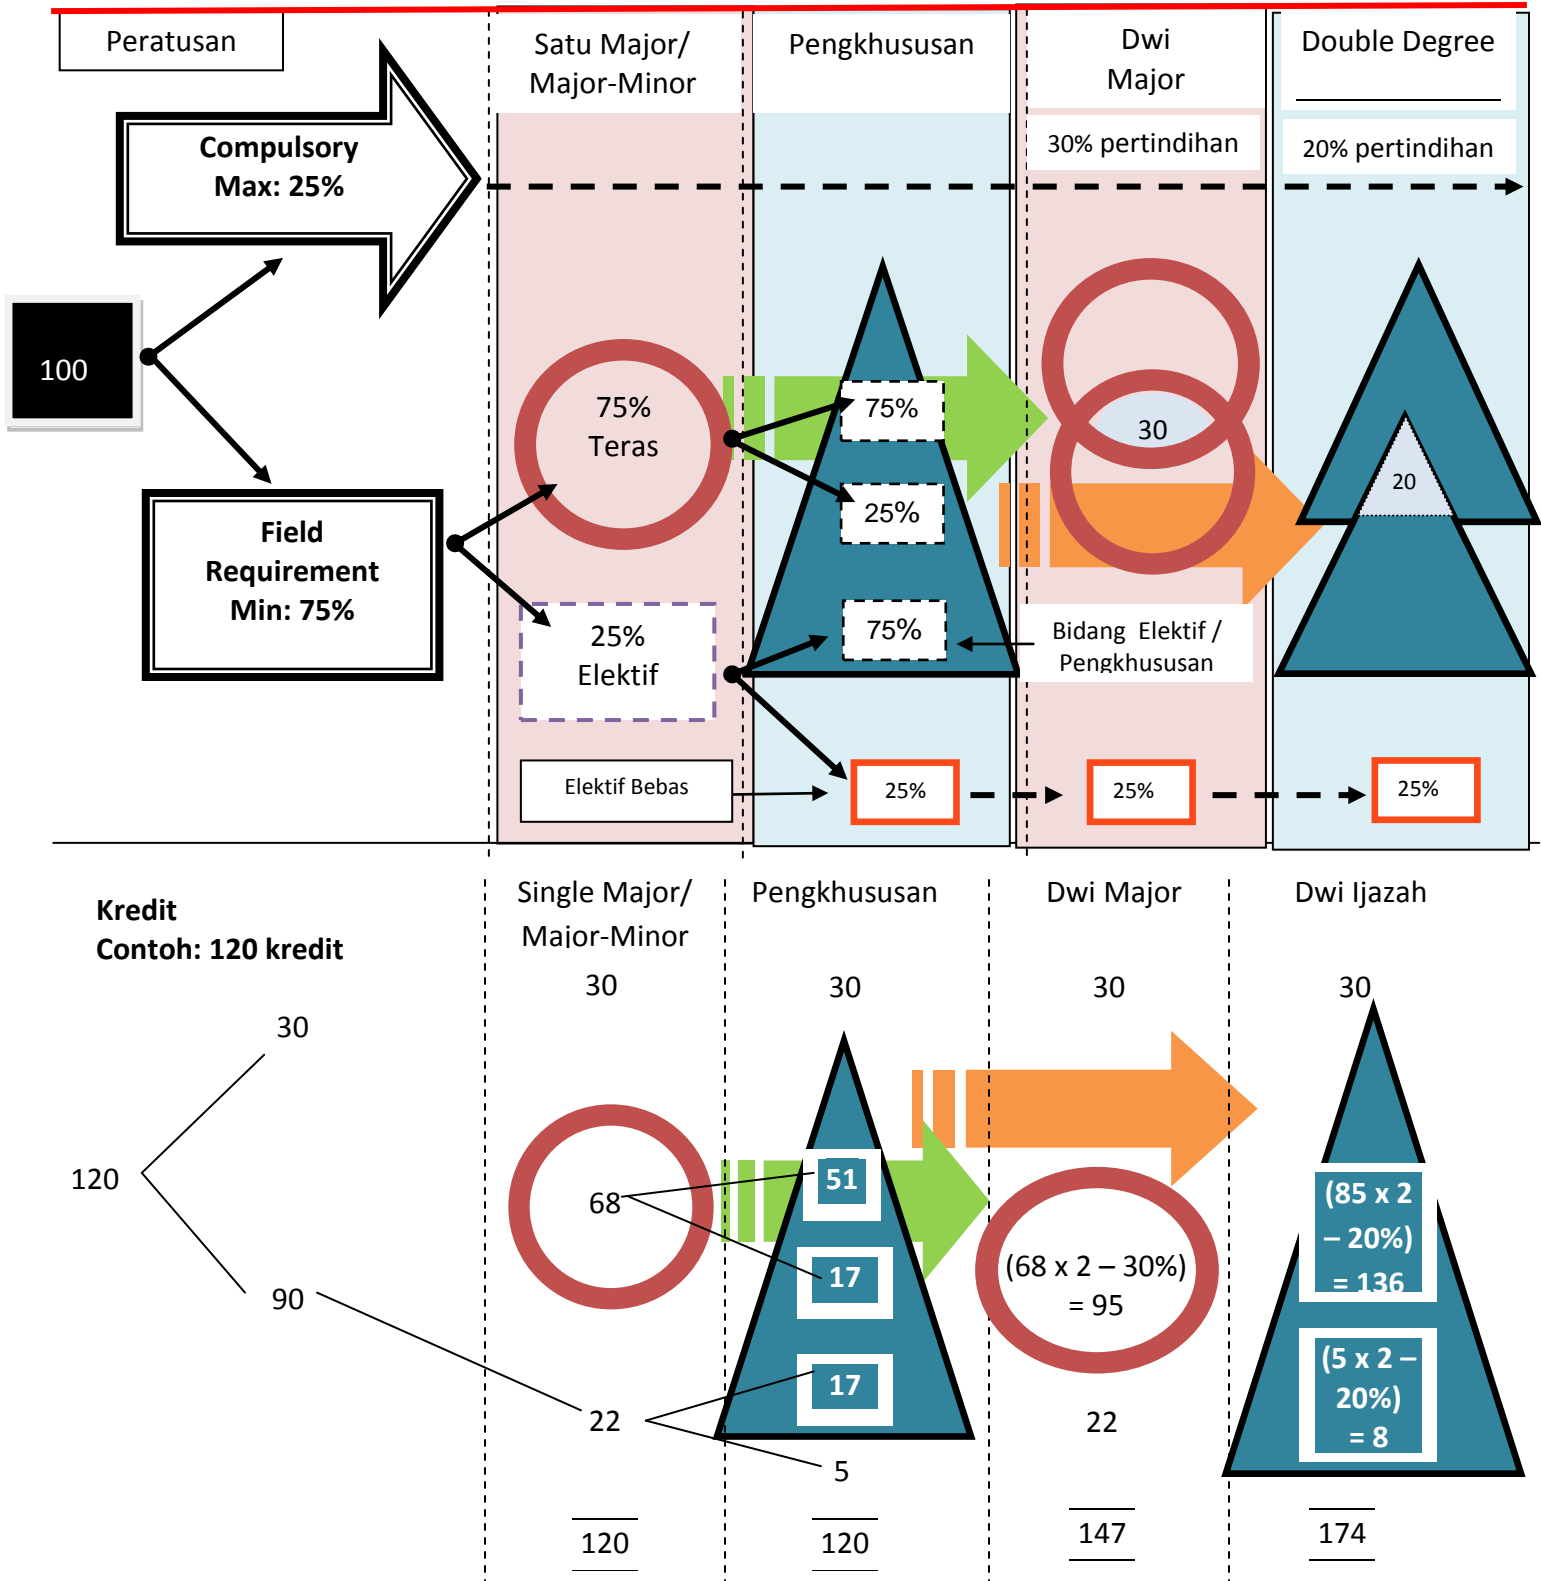 Peratusan
Satu Major/
Major-Minor
Pengkhususan
Dwi
Major
Double Degree
30% pertindihan
20% pertindihan
Compulsory
Max: 25%
100
75%
Teras
75%
25%
30
20
Field
Requirement
Min: 75%
25%
Elektif
75%
Bidang Elektif /
Pengkhususan
Elektif Bebas
25%
25%
25%
Kredit
Contoh: 120 kredit
Single Major/
Major-Minor
Pengkhususan
Dwi Major
Dwi Ijazah
30
30
30
30
30
120
90
68
51
17
17
22
5
(68 x 2 – 30%)
= 95
22
(85 x 2
– 20%)
= 136
(5 x 2 –
20%)
= 8
120
120
147
174